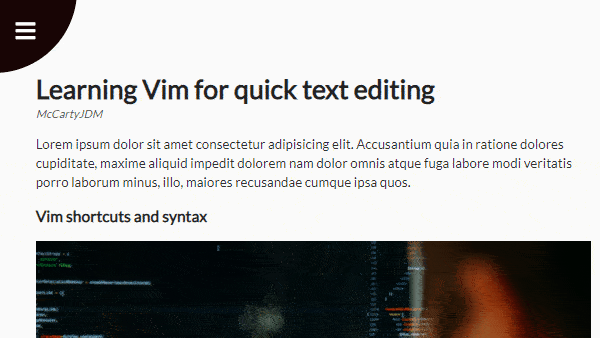 Learning Vim for quick text editing
McCartyJDM
Lorem ipsum dolor sit amet consectetur adipisicing elit. Accusantium quia in ratione dolores
cupiditate, maxime aliquid impedit dolorem nam dolor omnis atque fuga labore modi veritatis
porro laborum minus, illo, maiores recusandae cumque ipsa quos.
Vim shortcuts and syntax